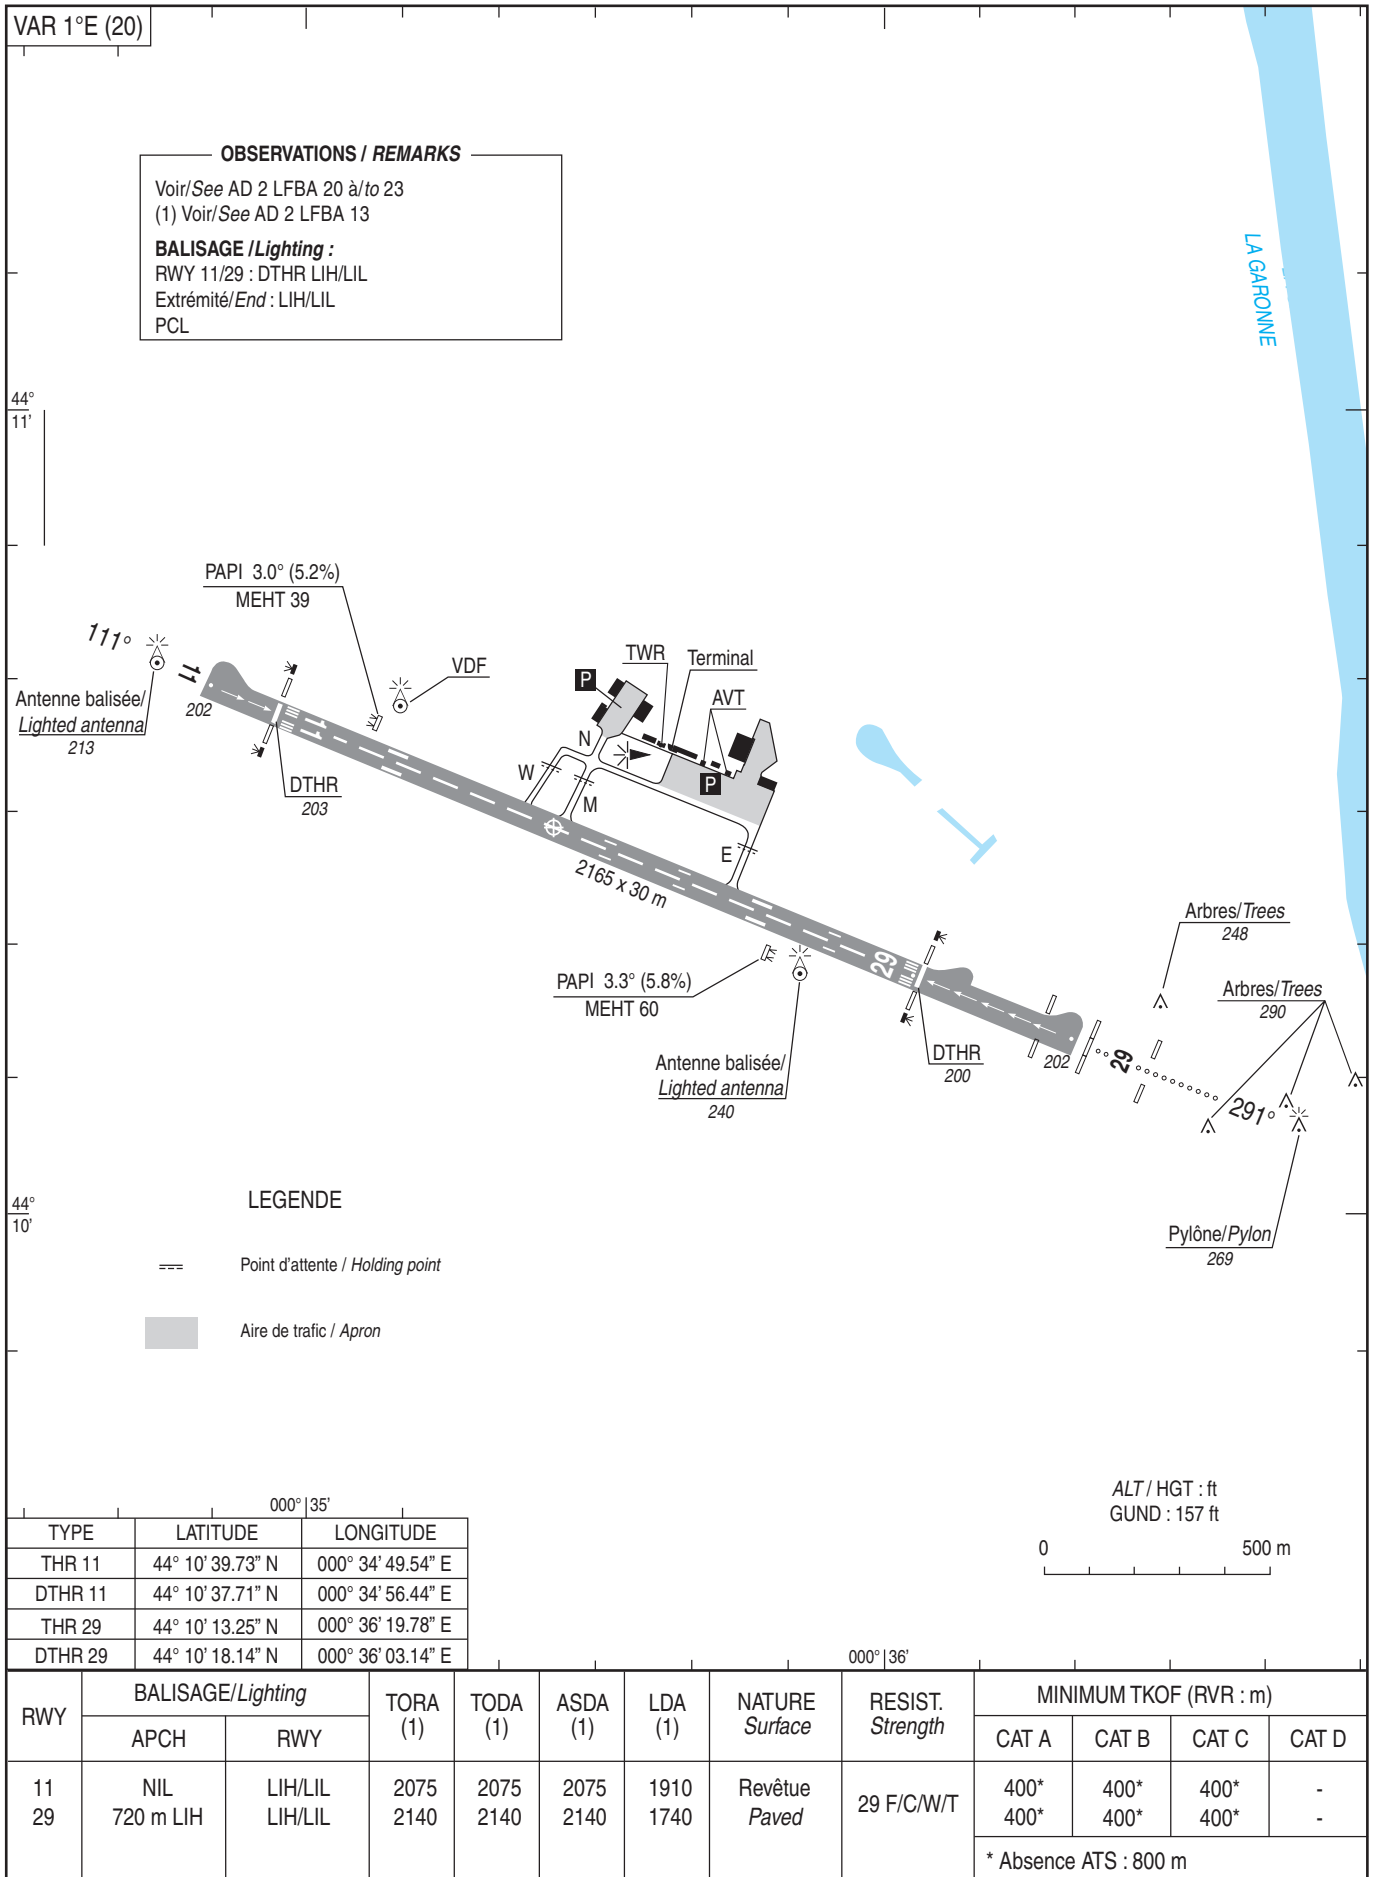 VAR 1°E (20)
OBSERVATIONS / REMARKS
Voir/See AD 2 LFBA 20 à/to 23
(1) Voir/See AD 2 LFBA 13
BALISAGE /Lighting :
RWY 11/29 : DTHR LIH/LIL
Extrémité/End : LIH/LIL
PCL
LA GARONNE
44°
11’
PAPI 3.0° (5.2%)
MEHT 39
111°
11
202
Antenne balisée/
Lighted antenna
213
VDF
DTHR
203
TWR
Terminal
AVT
P
P
N
W
M
E
2165 x 30 m
PAPI 3.3° (5.8%)
MEHT 60
29
Antenne balisée/
Lighted antenna
240
DTHR
200
202
29
291°
Arbres/Trees
248
Arbres/Trees
290
Pylône/Pylon
269
44°
10’
LEGENDE
Point d'attente / Holding point
Aire de trafic / Apron
ALT / HGT : ft
GUND : 157 ft
0 500 m
000° 35’
TYPE LATITUDE LONGITUDE
THR 11 44° 10’ 39.73” N 000° 34’ 49.54” E
DTHR 11 44° 10’ 37.71” N 000° 34’ 56.44” E
THR 29 44° 10’ 13.25” N 000° 36’ 19.78” E
DTHR 29 44° 10’ 18.14” N 000° 36’ 03.14” E
000° 36’
RWY BALISAGE/Lighting TORA (1) TODA (1) ASDA (1) LDA (1) NATURE Surface RESIST. Strength MINIMUM TKOF (RVR : m)
APCH RWY CAT A CAT B CAT C CAT D
11 NIL LIH/LIL 2075 2075 2075 1910 Revêtue 29 F/C/W/T 400* 400* 400* -
29 720 m LIH LIH/LIL 2140 2140 2140 1740 Paved 400* 400* 400* -
* Absence ATS : 800 m